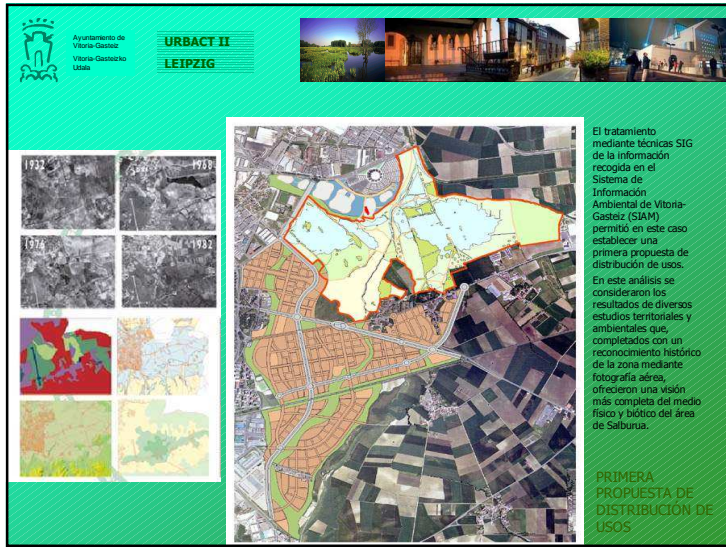 Ayuntamiento de
Vitoria-Gasteiz
Vitoria-Gasteizko
Udala
URBACT II
LEIPZIG
1932
1968
1976
1982
El tratamiento
mediante técnicas SIG
de la información
recogida en el
Sistema de
Información
Ambiental de Vitoria-
Gasteiz (SIAM)
permitió en este caso
establecer una
primera propuesta de
distribución de usos.
En este análisis se
consideraron los
resultados de diversos
estudios territoriales y
ambientales que,
completados con un
reconocimiento histórico
de la zona mediante
fotografía aérea,
ofrecieron una visión
más completa del medio
físico y biótico del área
de Salburua.
PRIMERA
PROPUESTA DE
DISTRIBUCIÓN DE
USOS